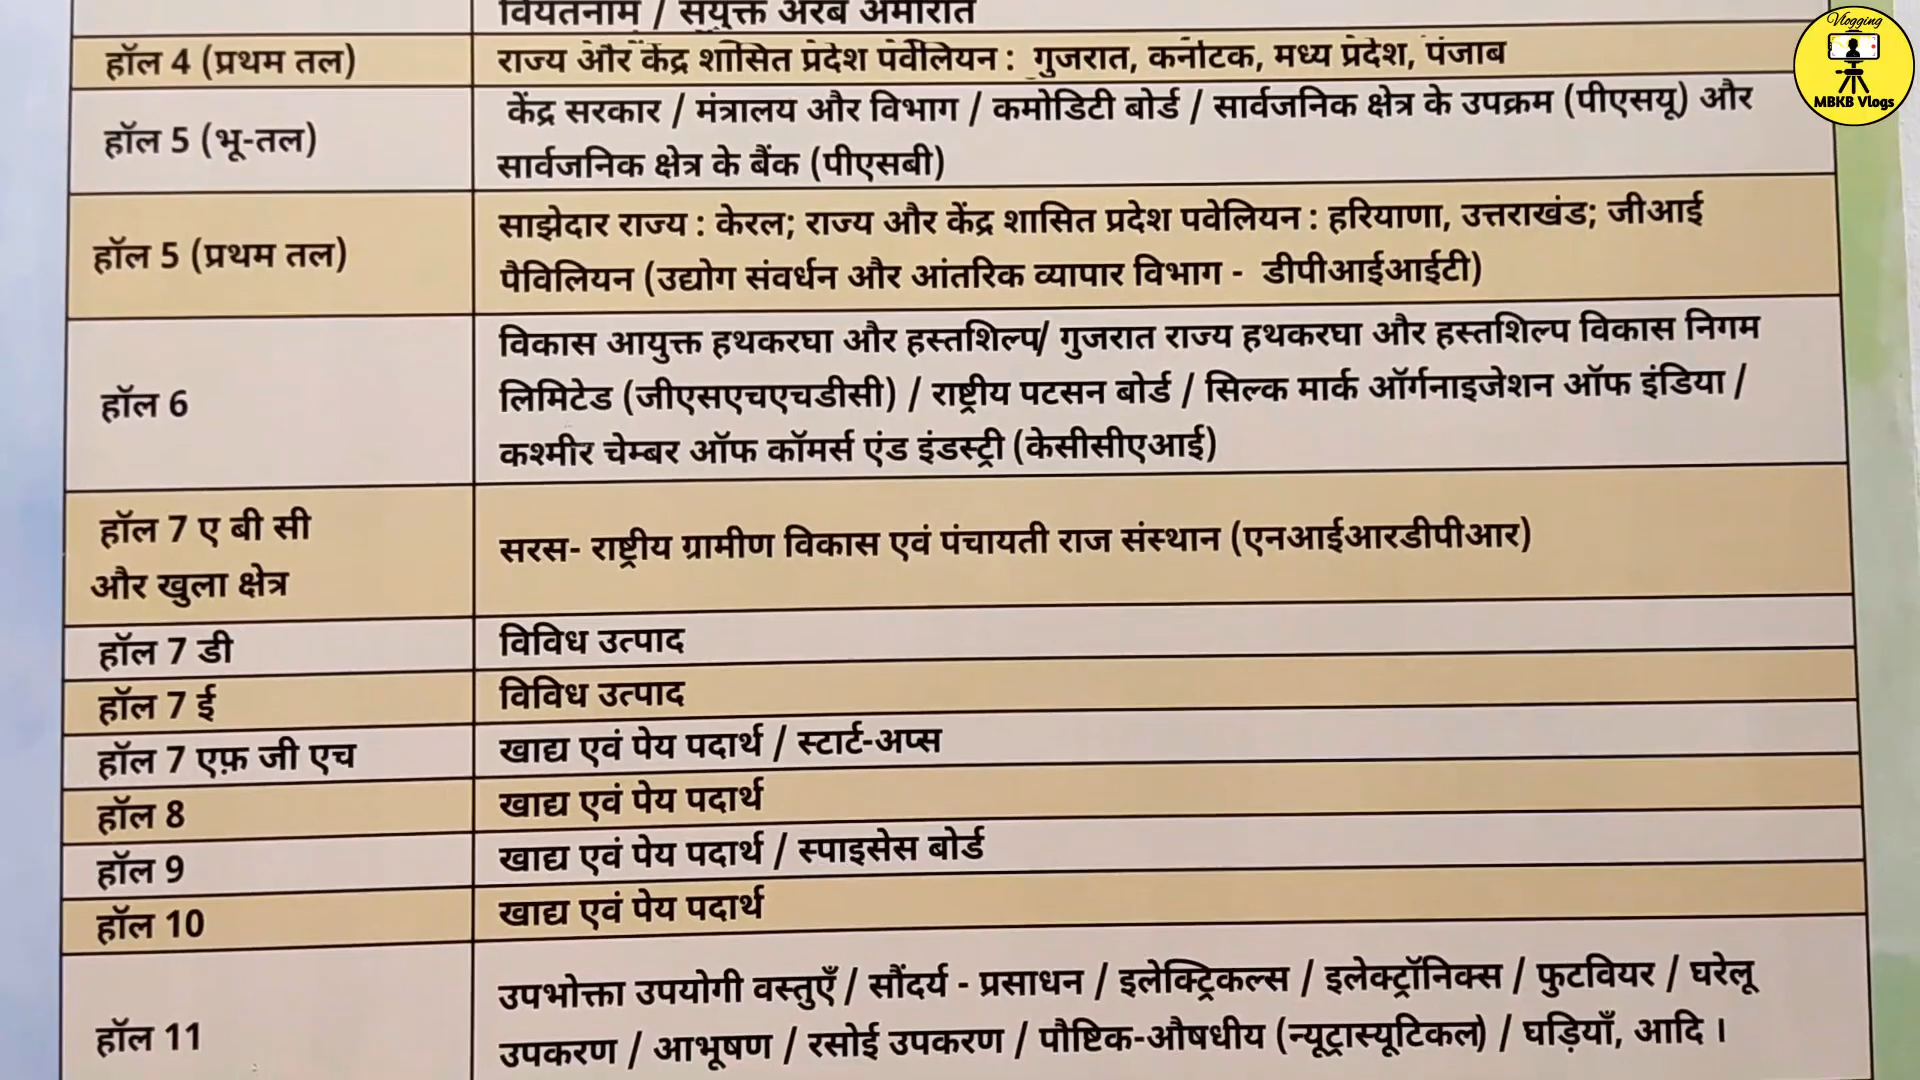 वियतनाम / संयुक्त अरब अमीरात
हॉल 4 (प्रथम तल)
राज्य और केंद्र शासित प्रदेश पवेलियन : गुजरात, कर्नाटक, मध्य प्रदेश, पंजाब
हॉल 5 (भू-तल)
केंद्र सरकार / मंत्रालय और विभाग / कमोडिटी बोर्ड / सार्वजनिक क्षेत्र के उपक्रम (पीएसयू) और
सार्वजनिक क्षेत्र के बैंक (पीएसबी)
हॉल 5 (प्रथम तल)
साझेदार राज्य : केरल; राज्य और केंद्र शासित प्रदेश पवेलियन : हरियाणा, उत्तराखंड; जीआई
पैविलियन (उद्योग संवर्धन और आंतरिक व्यापार विभाग - डीपीआईआईटी)
हॉल 6
विकास आयुक्त हथकरघा और हस्तशिल्प/ गुजरात राज्य हथकरघा और हस्तशिल्प विकास निगम
लिमिटेड (जीएसएचएचडीसी) / राष्ट्रीय पटसन बोर्ड / सिल्क मार्क ऑर्गनाइजेशन ऑफ इंडिया /
कश्मीर चेम्बर ऑफ कॉमर्स एंड इंडस्ट्री (केसीसीएआई)
हॉल 7 ए बी सी
और खुला क्षेत्र
सरस- राष्ट्रीय ग्रामीण विकास एवं पंचायती राज संस्थान (एनआईआरडीपीआर)
हॉल 7 डी
विविध उत्पाद
हॉल 7 ई
विविध उत्पाद
हॉल 7 एफ़ जी एच
खाद्य एवं पेय पदार्थ / स्टार्ट-अप्स
हॉल 8
खाद्य एवं पेय पदार्थ
हॉल 9
खाद्य एवं पेय पदार्थ / स्पाइसेस बोर्ड
हॉल 10
खाद्य एवं पेय पदार्थ
हॉल 11
उपभोक्ता उपयोगी वस्तुएँ / सौंदर्य - प्रसाधन / इलेक्ट्रिकल्स / इलेक्ट्रॉनिक्स / फुटवियर / घरेलू
उपकरण / आभूषण / रसोई उपकरण / पौष्टिक-औषधीय (न्यूट्रास्यूटिकल) / घड़ियाँ, आदि ।
Vlogging
MBKB Vlogs